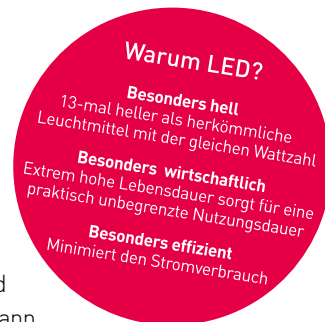 Warum LED?
Besonders hell
13-mal heller als herkömmliche
Leuchtmittel mit der gleichen Wattzahl
Besonders wirtschaftlich
Extrem hohe Lebensdauer sorgt für eine
praktisch unbegrenzte Nutzungsdauer
Besonders effizient
Minimiert den Stromverbrauch
d
ann